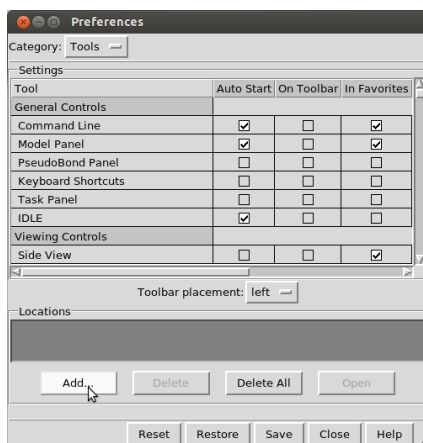 Preferences
Category: Tools
Settings
Tool Auto Start On Toolbar In Favorites
General Controls
Command Line
Model Panel
PseudoBond Panel
Keyboard Shortcuts
Task Panel
IDLE
Viewing Controls
Side View
Toolbar placement: left
Locations
Add... Delete Delete All Open
Reset Restore Save Close Help